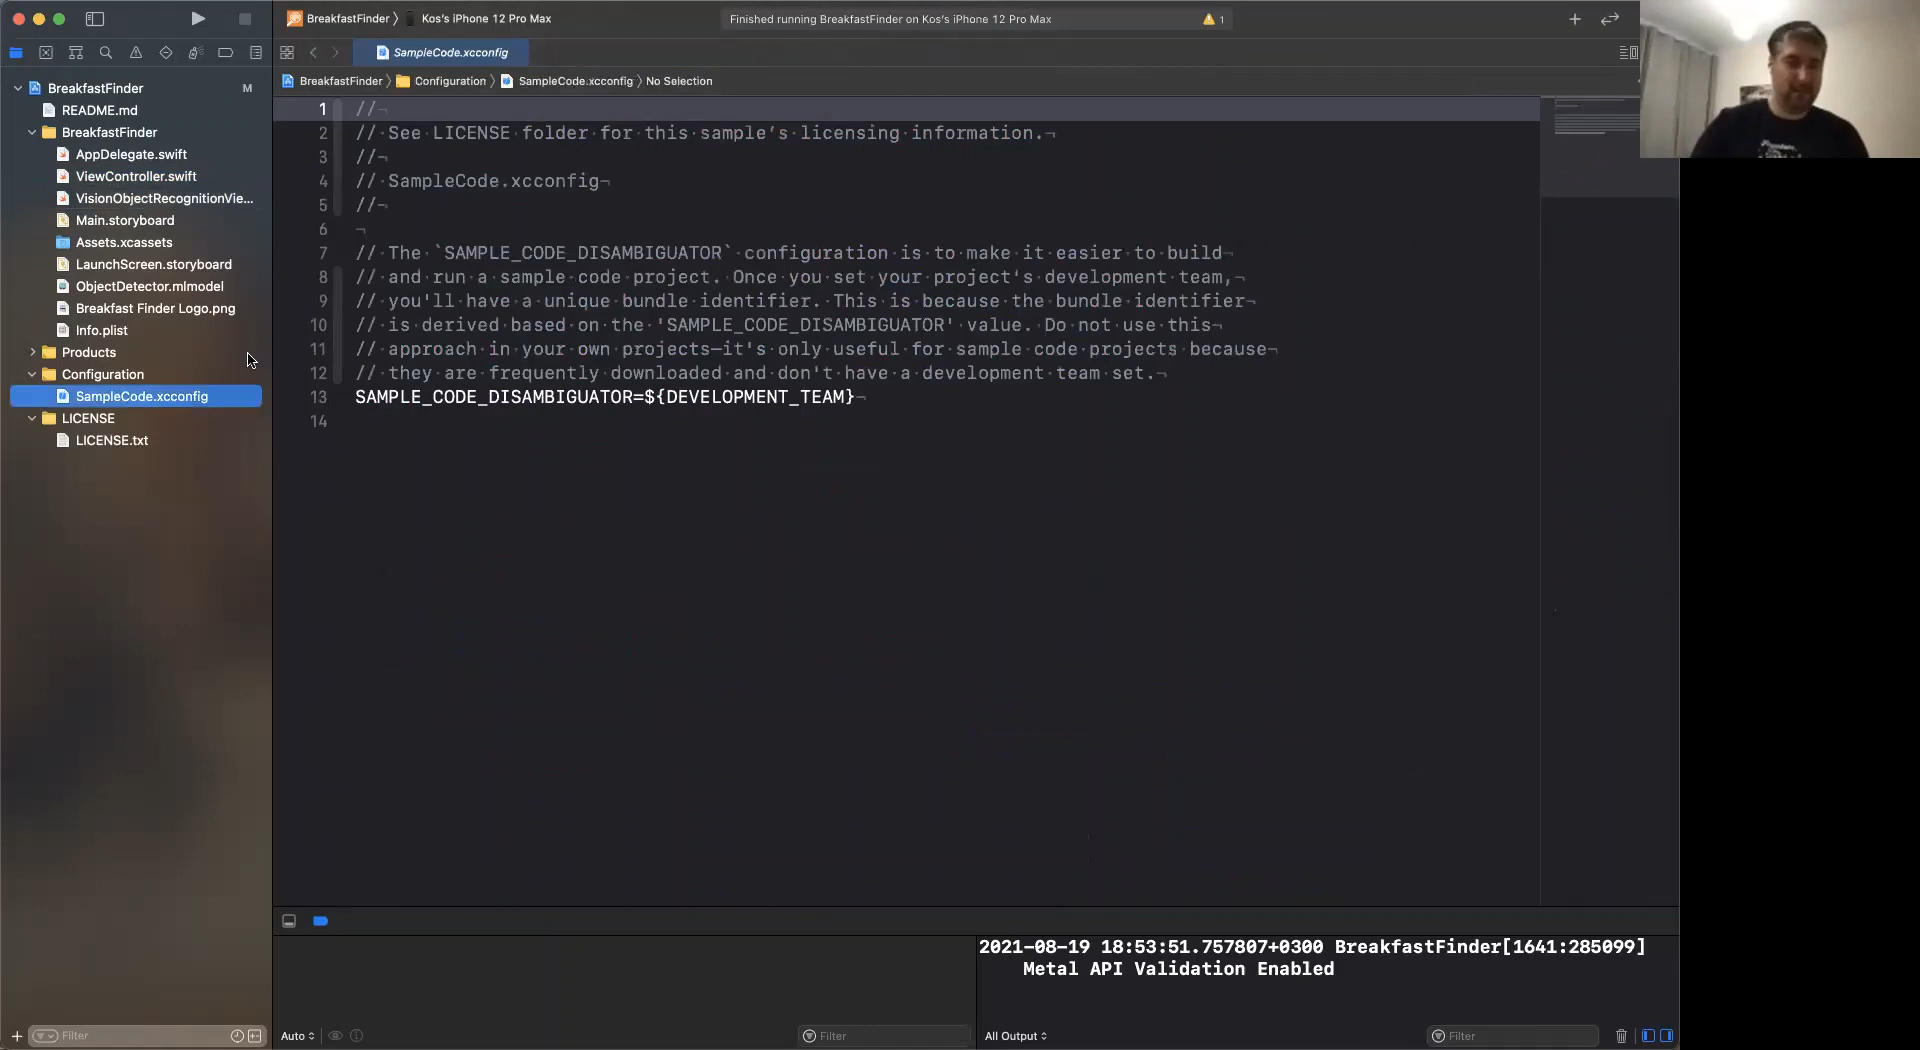 BreakfastFinder 〉 Kos's iPhone 12 Pro Max
Finished running BreakfastFinder on Kos's iPhone 12 Pro Max
1
SampleCode.xcconfig
BreakfastFinder 〉 Configuration 〉 SampleCode.xcconfig 〉 No Selection
BreakfastFinder M
README.md
BreakfastFinder
AppDelegate.swift
ViewController.swift
VisionObjectRecognitionVie...
Main.storyboard
Assets.xcassets
LaunchScreen.storyboard
ObjectDetector.mlmodel
Breakfast Finder Logo.png
Info.plist
Products
Configuration
SampleCode.xcconfig
LICENSE
LICENSE.txt
Filter
1 //
2 // See LICENSE folder for this sample’s licensing information.
3 //
4 // SampleCode.xcconfig
5 //
6
7 // The `SAMPLE_CODE_DISAMBIGUATOR` configuration is to make it easier to build
8 // and run a sample code project. Once you set your project's development team,
9 // you'll have a unique bundle identifier. This is because the bundle identifier
10 // is derived based on the 'SAMPLE_CODE_DISAMBIGUATOR' value. Do not use this
11 // approach in your own projects—it's only useful for sample code projects because
12 // they are frequently downloaded and don't have a development team set.
13 SAMPLE_CODE_DISAMBIGUATOR=${DEVELOPMENT_TEAM}
14
Auto
Filter
2021-08-19 18:53:51.757807+0300 BreakfastFinder[1641:285099]
Metal API Validation Enabled
All Output
Filter